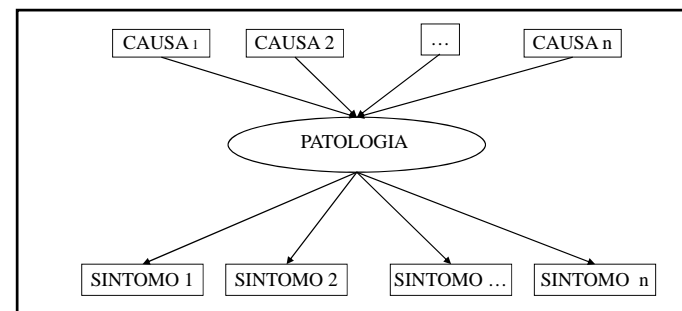 CAUSA 1
CAUSA 2
…
CAUSA n
PATOLOGIA
SINTOMO 1
SINTOMO 2
SINTOMO …
SINTOMO n